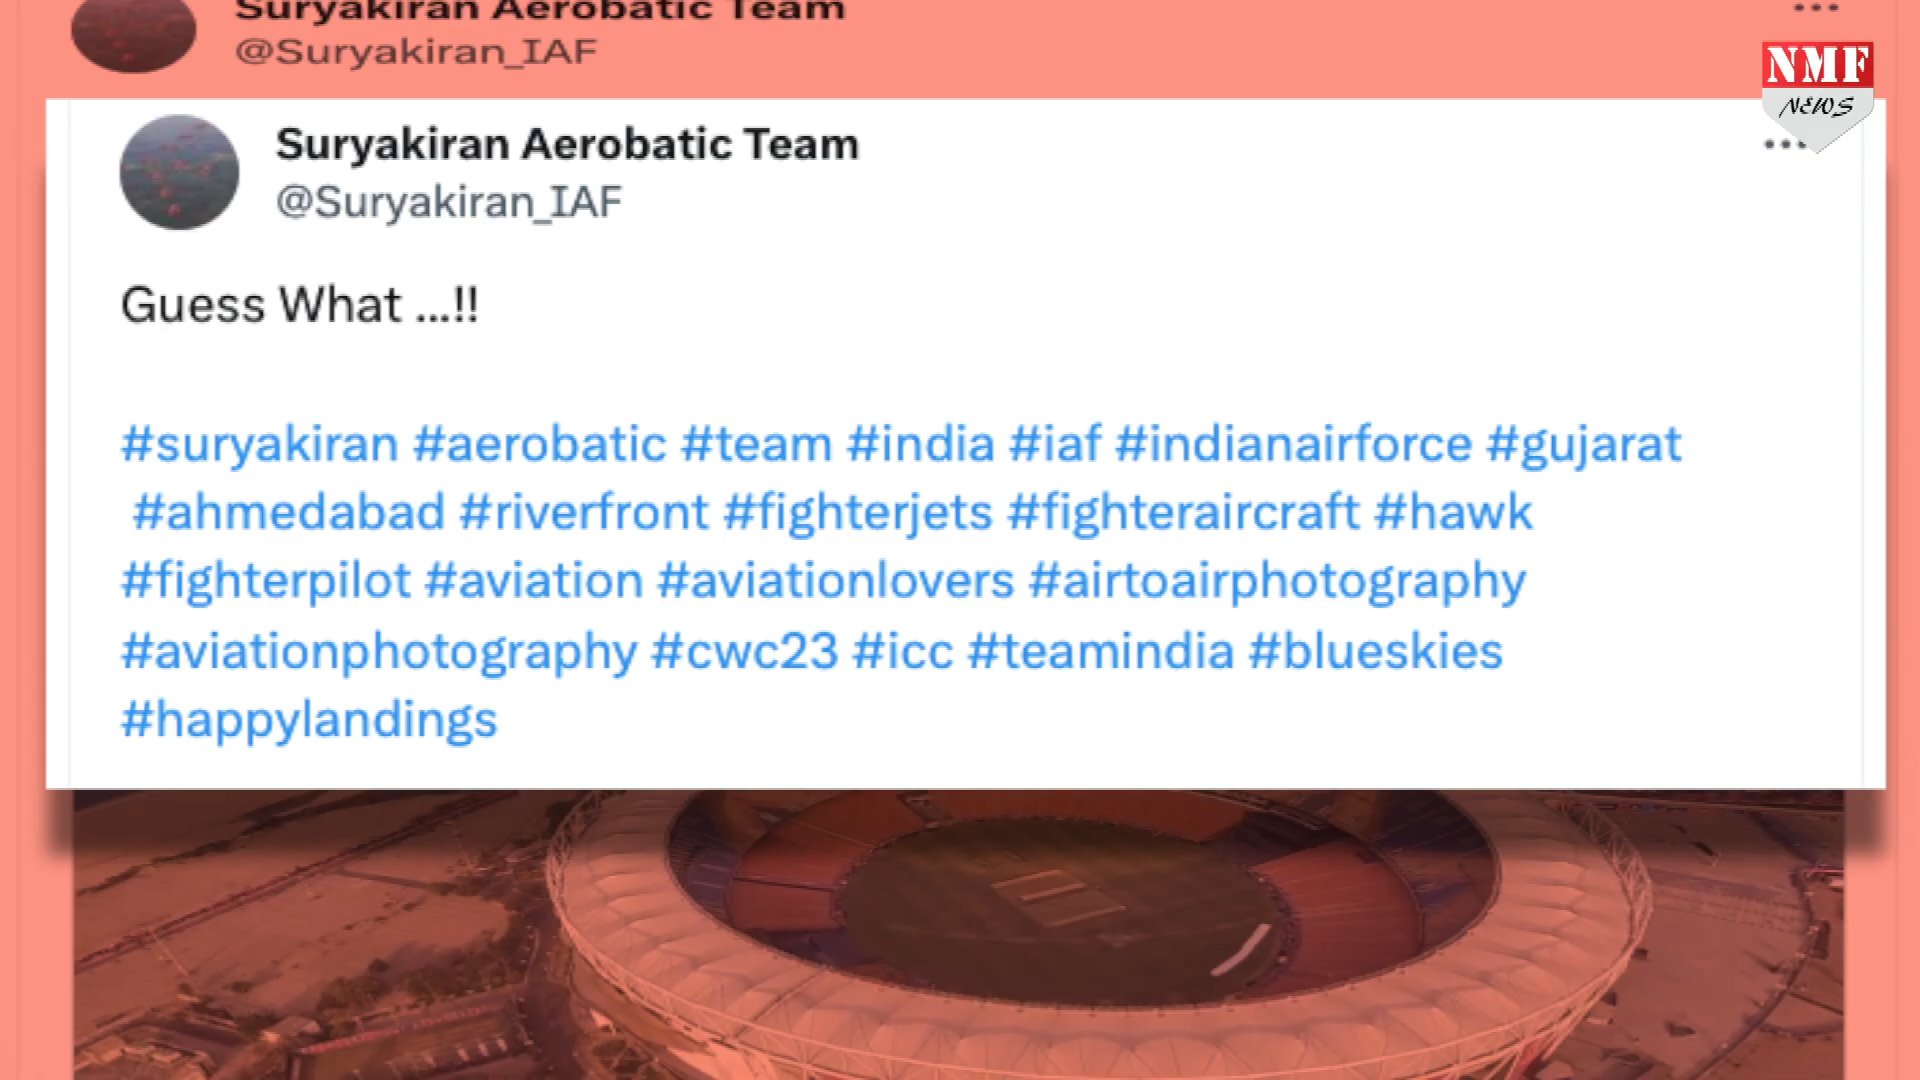 Suryakiran Aerobatic Team
@Suryakiran_IAF
NMF
NEWS
Suryakiran Aerobatic Team
@Suryakiran_IAF
Guess What ...!!
#suryakiran #aerobatic #team #india #iaf #indianairforce #gujarat
#ahmedabad #riverfront #fighterjets #fighteraircraft #hawk
#fighterpilot #aviation #aviationlovers #airtoairphotography
#aviationphotography #cwc23 #icc #teamindia #blueskies
#happylandings